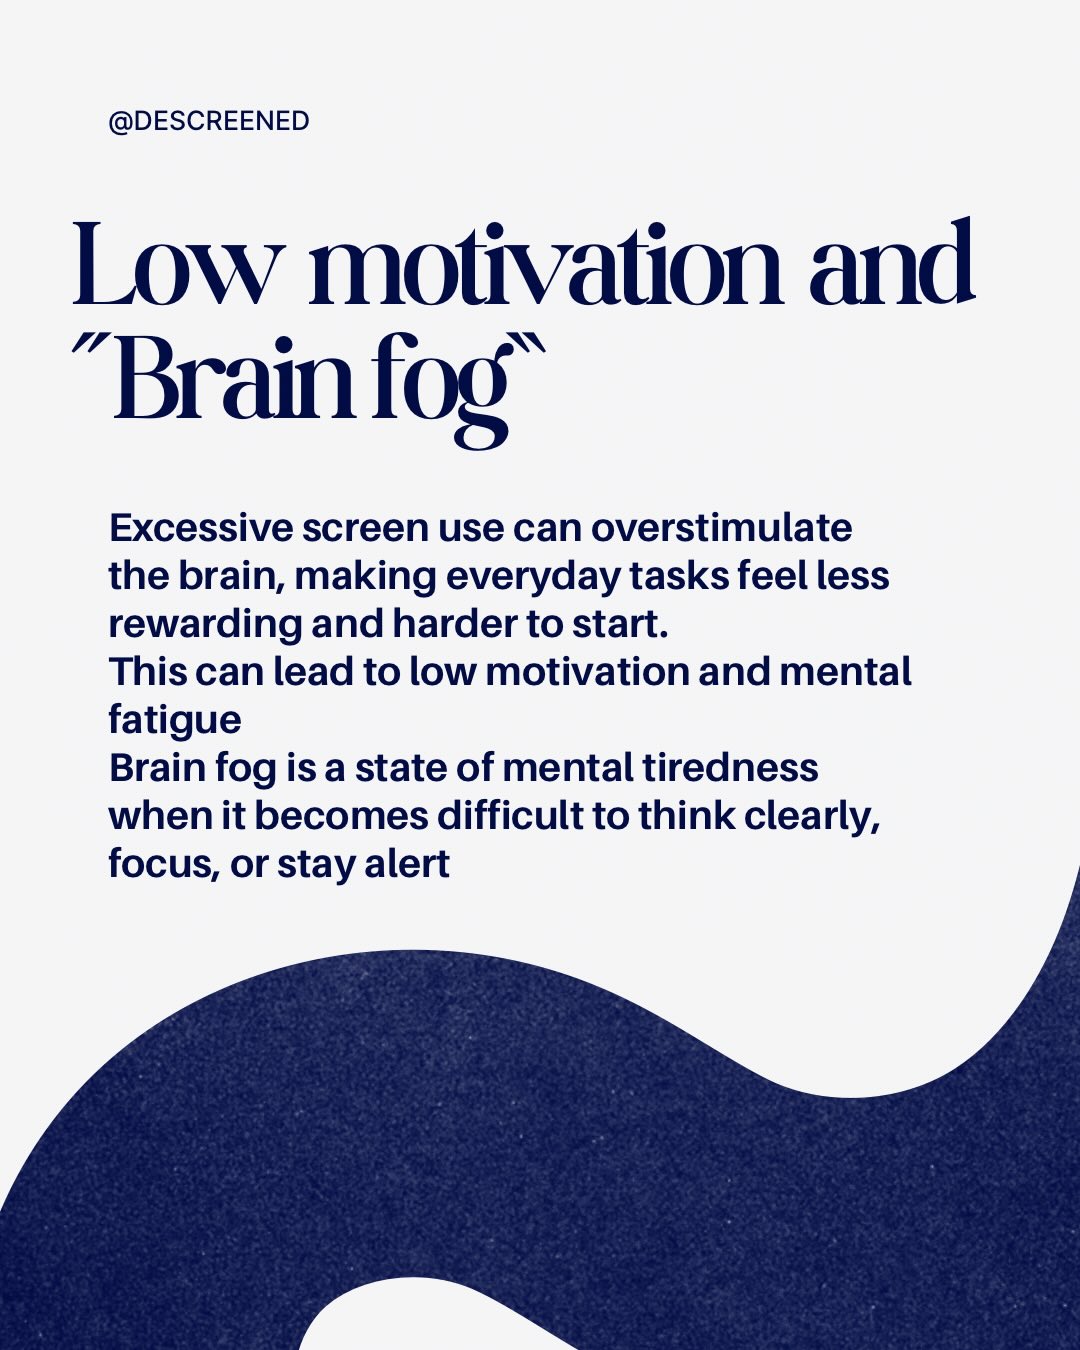 @DESCREENED
Low motivation and
"Brain fog"
Excessive screen use can overstimulate
the brain, making everyday tasks feel less
rewarding and harder to start.
This can lead to low motivation and mental
fatigue
Brain fog is a state of mental tiredness
when it becomes difficult to think clearly,
focus, or stay alert